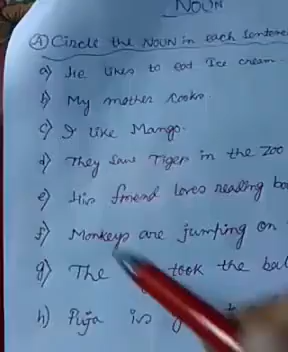 NOUN
Ⓐ Circle the NOUN in each sentence
a) He likes to eat Ice cream.
b) My mother cooks.
c) I like Mango.
d) They saw Tiger in the zoo
e) His friend loves reading
f) Monkeys are jumping on
g) The took the
h) Puja is